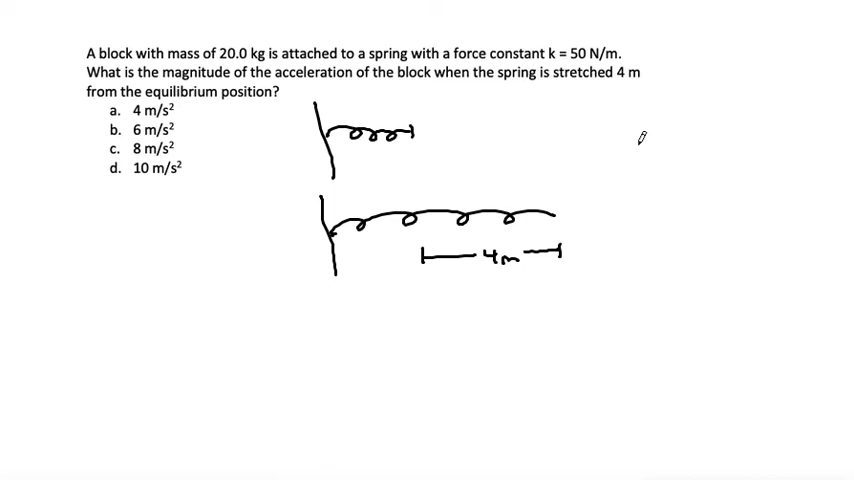 A block with mass of 20.0 kg is attached to a spring with a force constant k = 50 N/m.
What is the magnitude of the acceleration of the block when the spring is stretched 4 m
from the equilibrium position?
a. 4 m/s²
b. 6 m/s²
c. 8 m/s²
d. 10 m/s²
4m